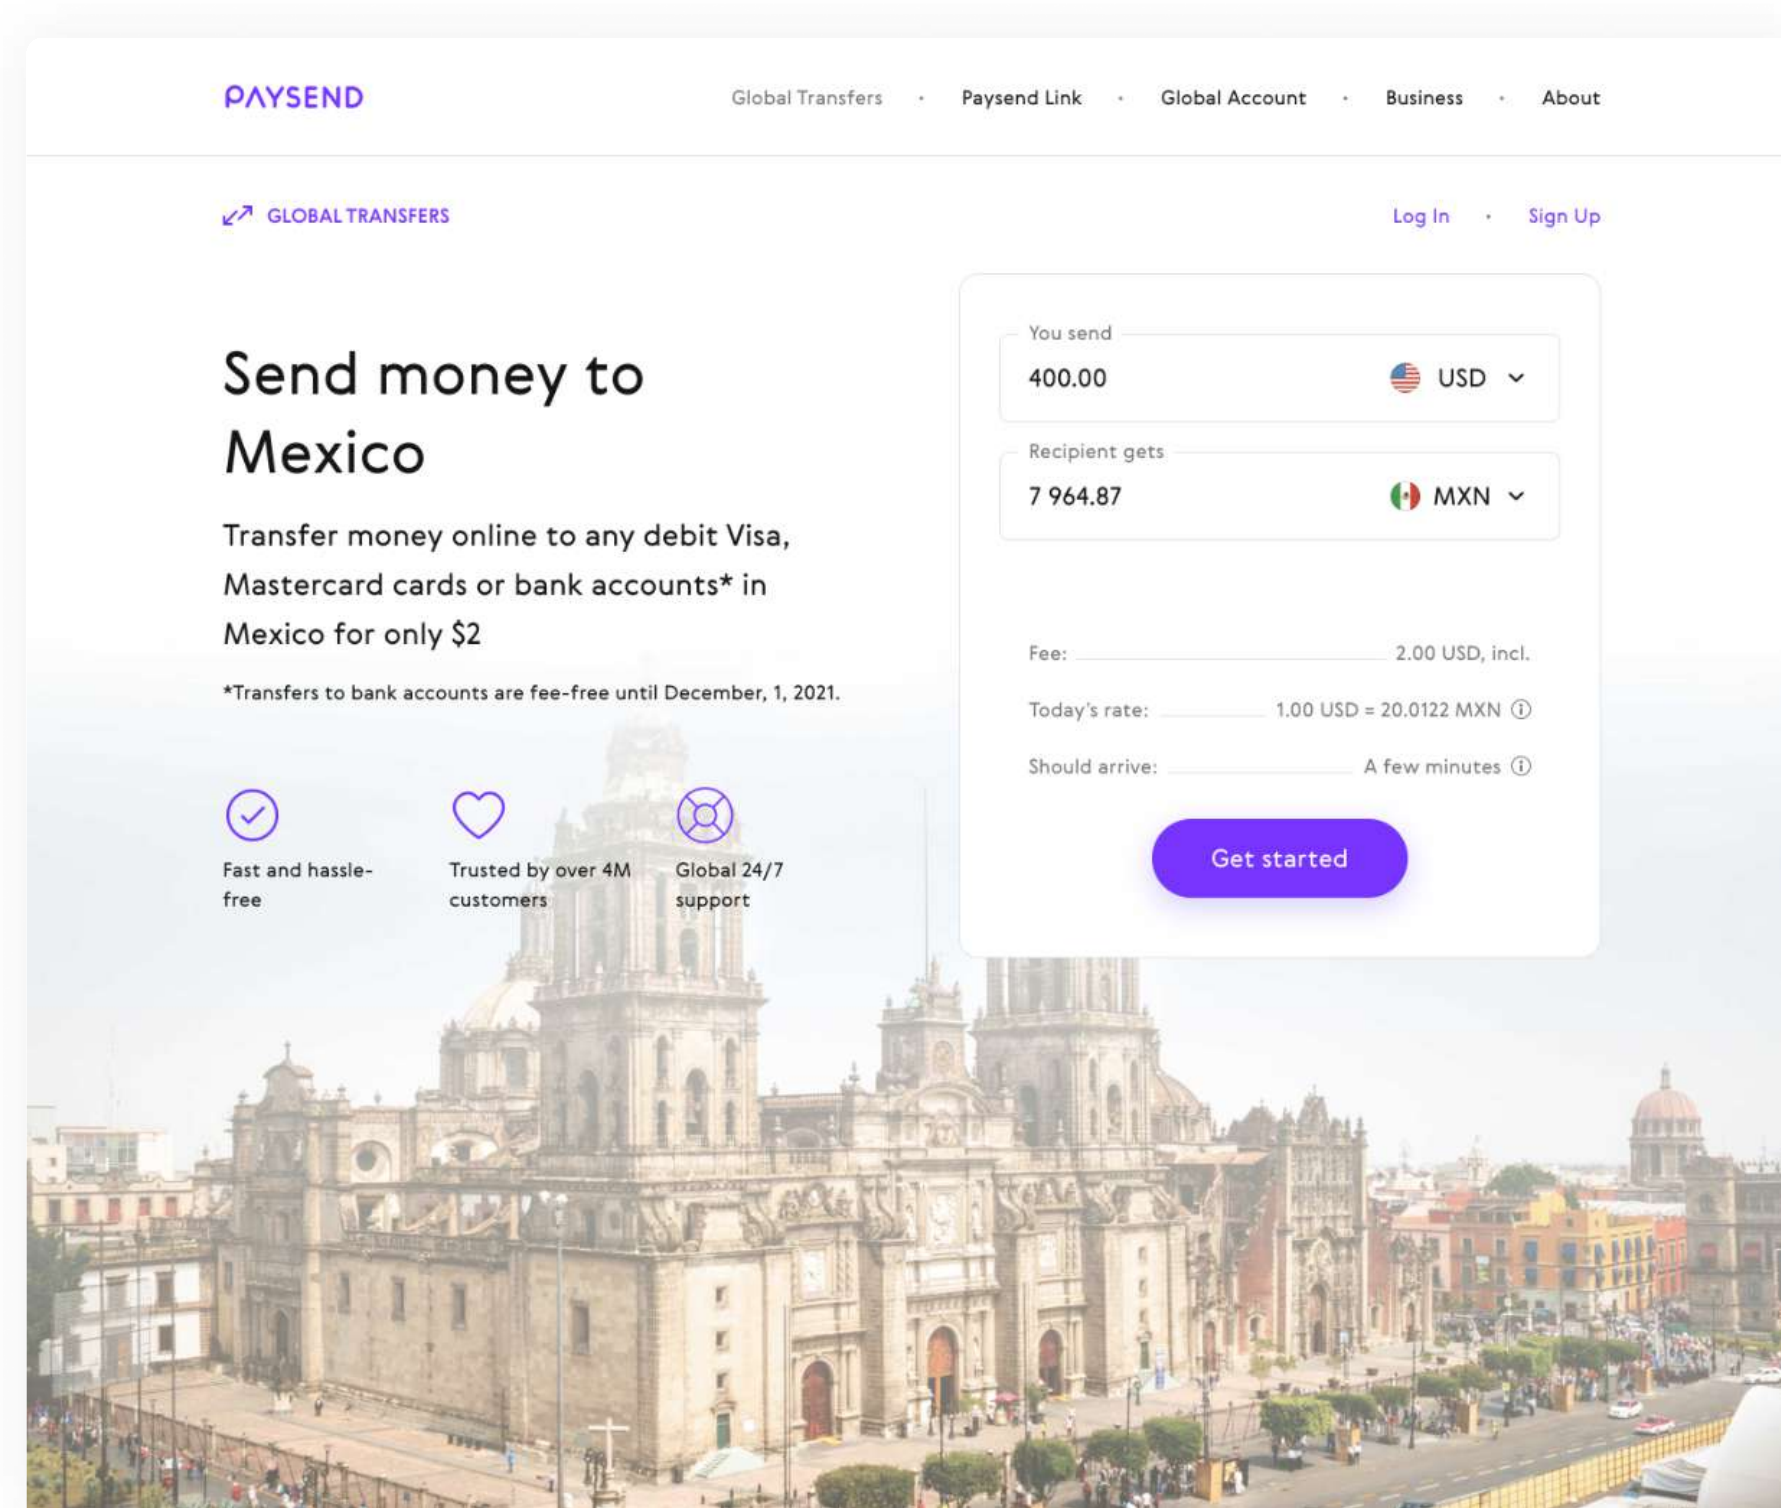 PAYSEND
Global Transfers · Paysend Link · Global Account · Business · About
GLOBAL TRANSFERS
Log In · Sign Up
Send money to
Mexico
Transfer money online to any debit Visa,
Mastercard cards or bank accounts* in
Mexico for only $2
*Transfers to bank accounts are fee-free until December, 1, 2021.
Fast and hassle-
free
Trusted by over 4M
customers
Global 24/7
support
You send
400.00 USD
Recipient gets
7 964.87 MXN
Fee: 2.00 USD, incl.
Today's rate: 1.00 USD = 20.0122 MXN
Should arrive: A few minutes
Get started